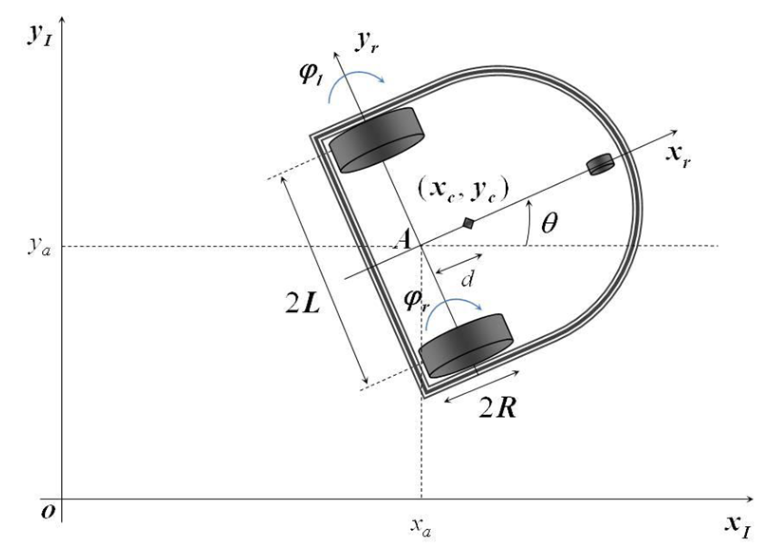 y_I
y_r
φ_l
x_r
(x_c, y_c)
θ
A
y_a
d
φ_r
2L
2R
o
x_a
x_I